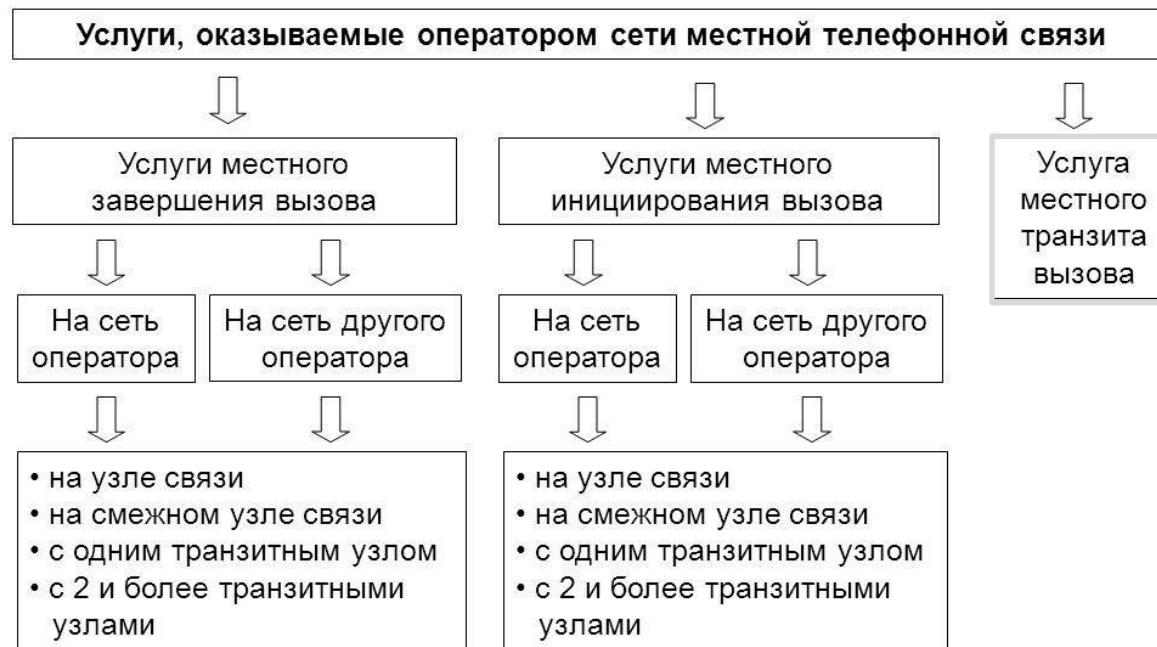 Услуги, оказываемые оператором сети местной телефонной связи
Услуги местного
завершения вызова
Услуги местного
инициирования вызова
Услуга
местного
транзита
вызова
На сеть
оператора
На сеть другого
оператора
На сеть
оператора
На сеть другого
оператора
• на узле связи
• на смежном узле связи
• с одним транзитным узлом
• с 2 и более транзитными
узлами
• на узле связи
• на смежном узле связи
• с одним транзитным узлом
• с 2 и более транзитными
узлами